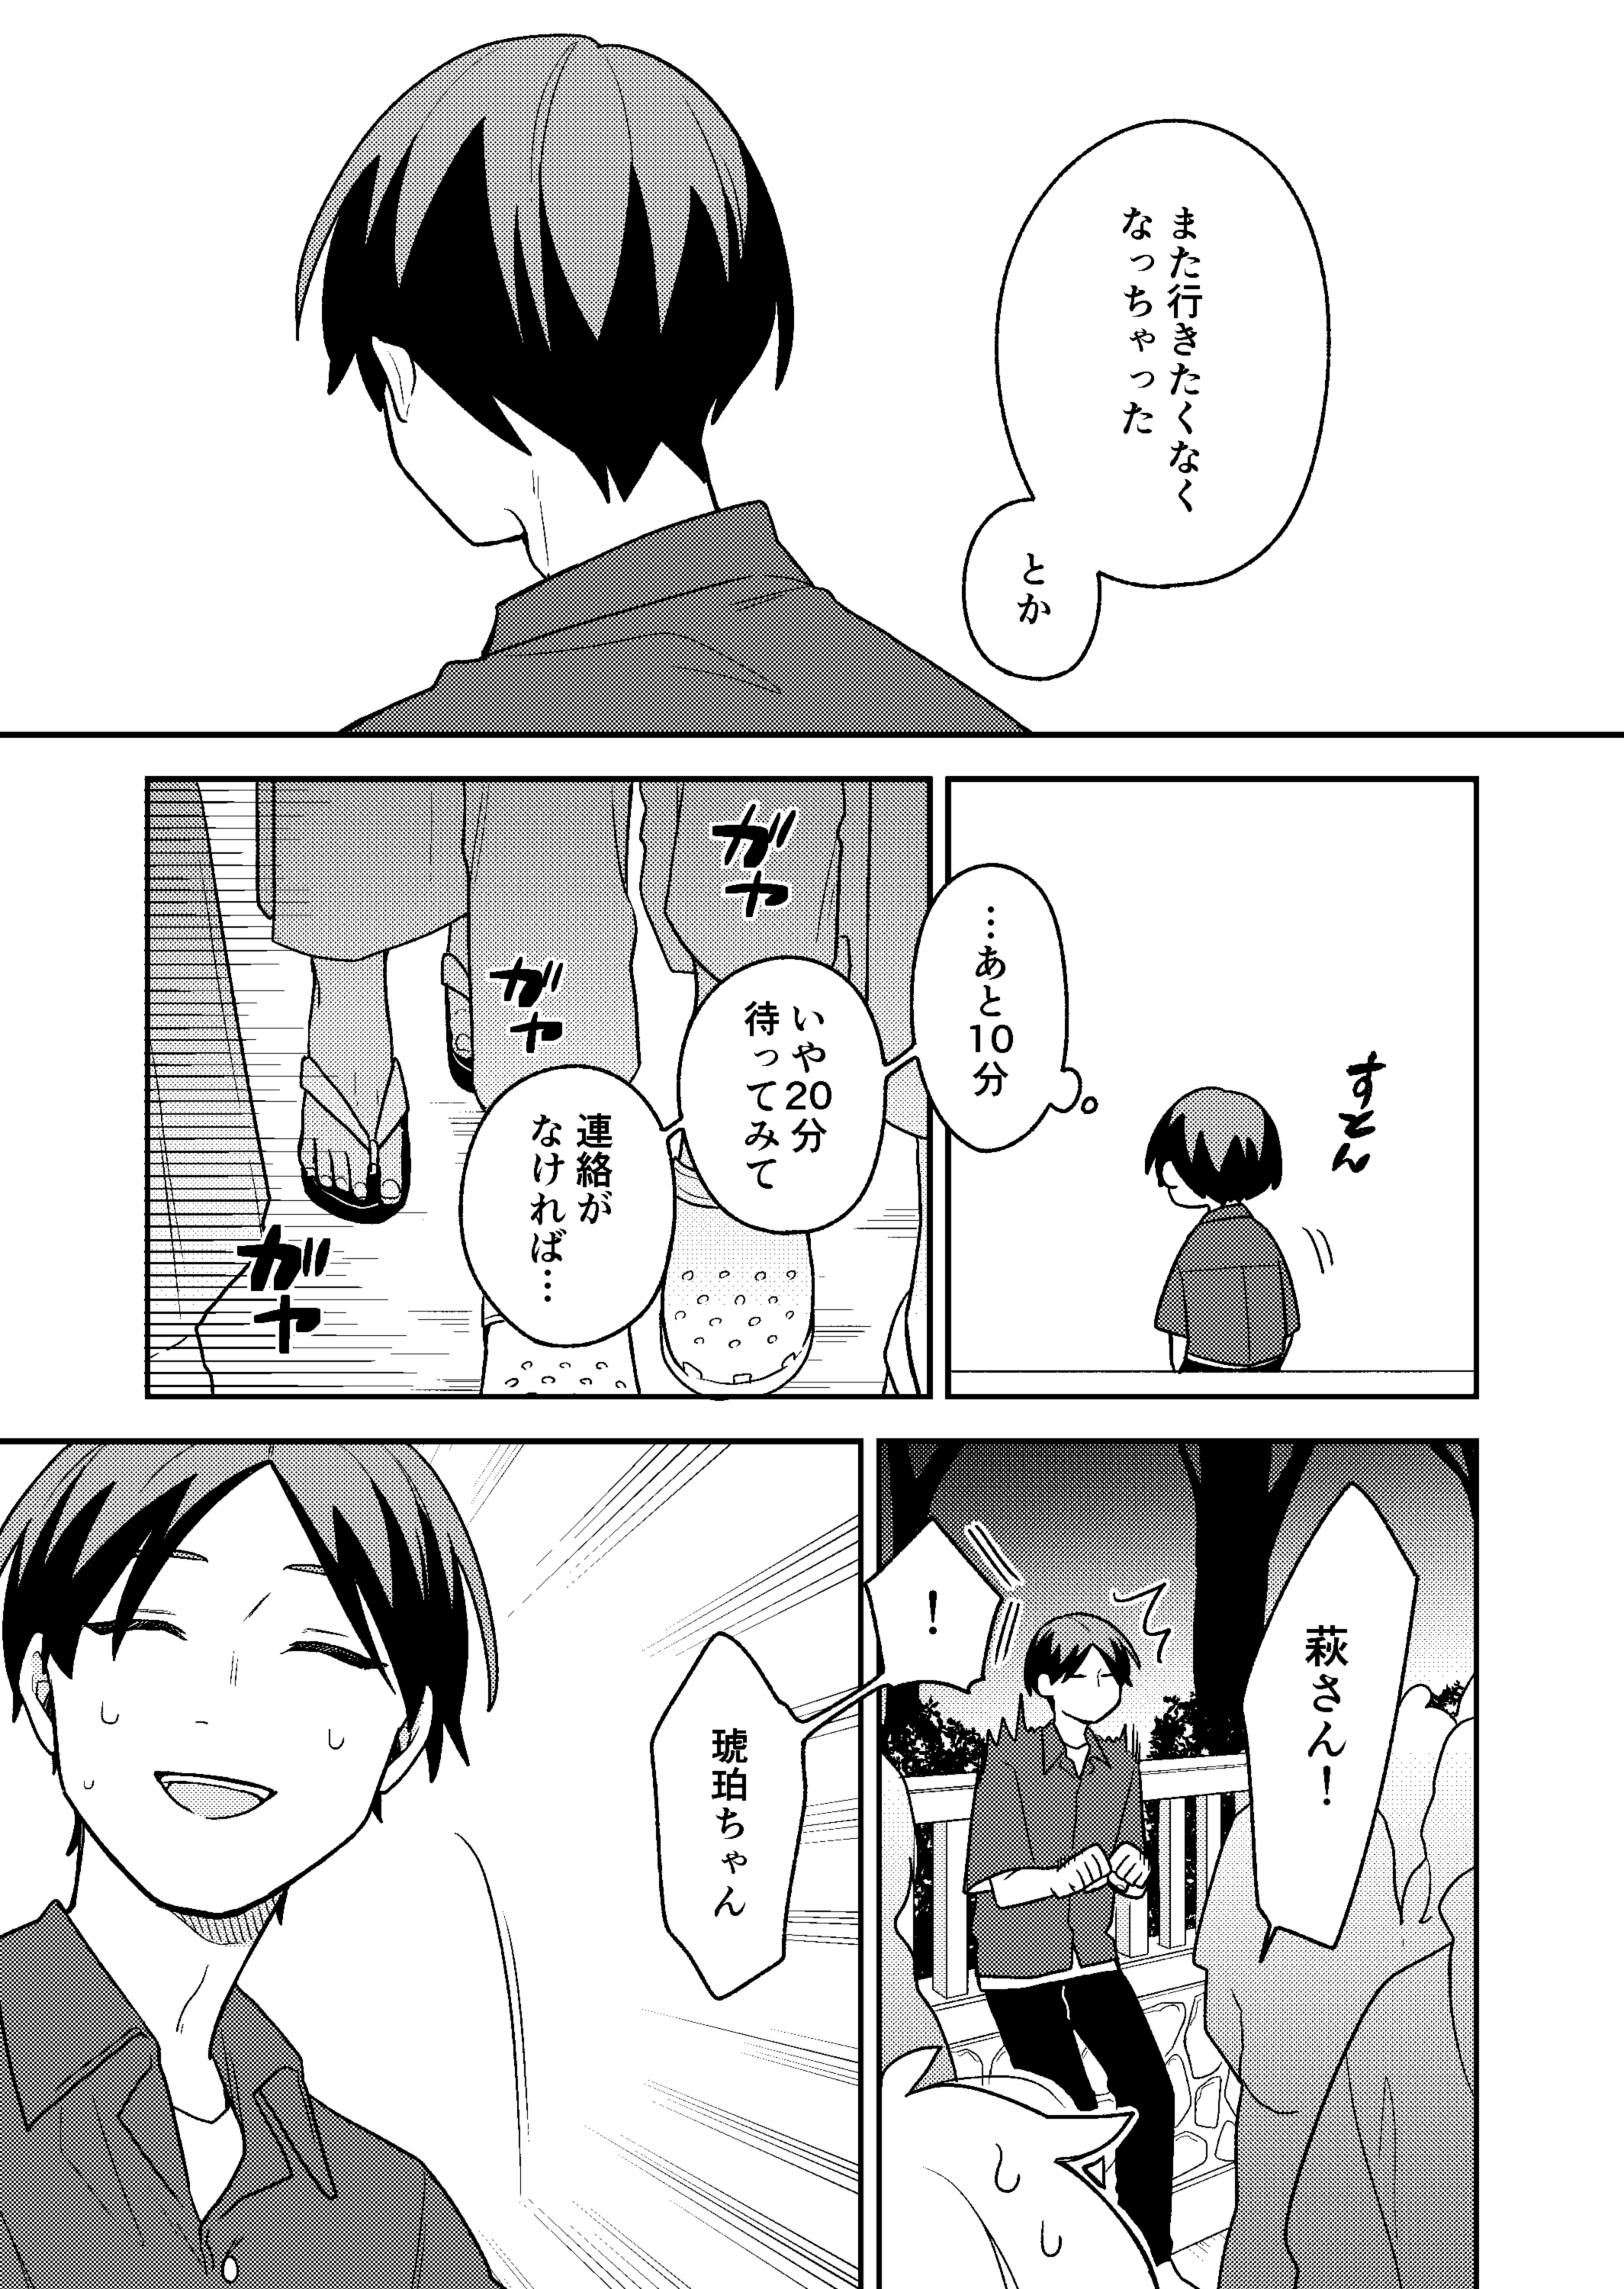 また行きたくなく
なっちゃった
とか
すとん
…あと10分
いや20分
待ってみて
連絡が
なければ…
ガヤ
ガヤ
ガヤ
萩さん！
！
琥珀ちゃん